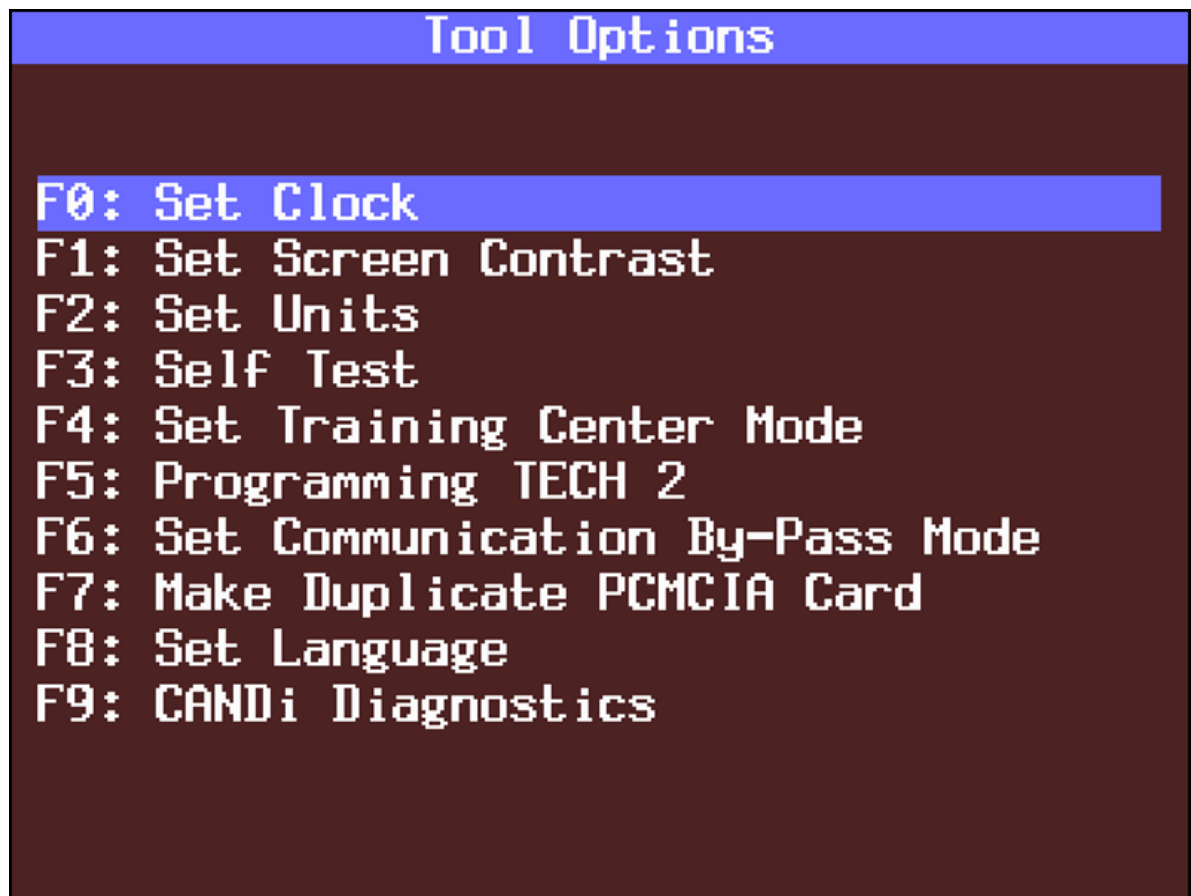 Tool Options
F0: Set Clock
F1: Set Screen Contrast
F2: Set Units
F3: Self Test
F4: Set Training Center Mode
F5: Programming TECH 2
F6: Set Communication By-Pass Mode
F7: Make Duplicate PCMCIA Card
F8: Set Language
F9: CANDi Diagnostics